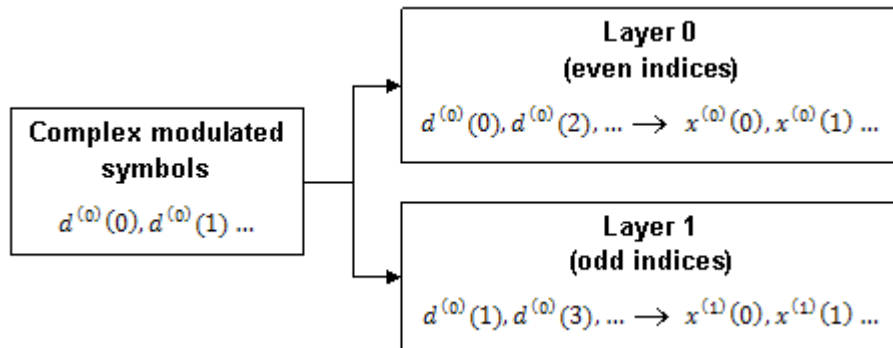 Complex modulated
symbols
d⁽⁰⁾(0), d⁽⁰⁾(1) ...
Layer 0
(even indices)
d⁽⁰⁾(0), d⁽⁰⁾(2), ... → x⁽⁰⁾(0), x⁽⁰⁾(1) ...
Layer 1
(odd indices)
d⁽⁰⁾(1), d⁽⁰⁾(3), ... → x⁽¹⁾(0), x⁽¹⁾(1) ...